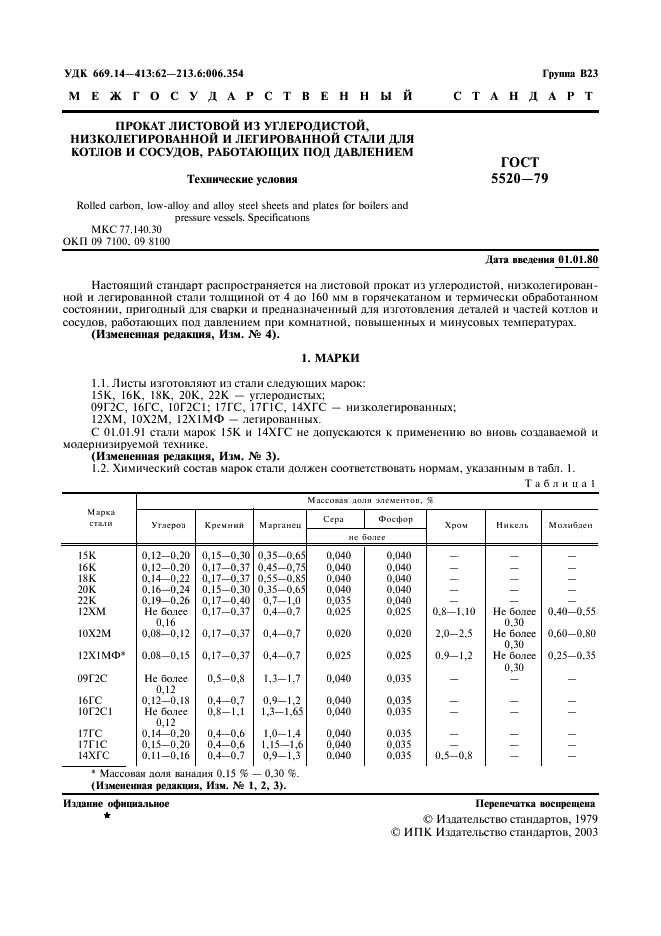 УДК 669.14—413:62—213.6:006.354 Группа В23
МЕЖГОСУДАРСТВЕННЫЙ СТАНДАРТ
ПРОКАТ ЛИСТОВОЙ ИЗ УГЛЕРОДИСТОЙ,
НИЗКОЛЕГИРОВАННОЙ И ЛЕГИРОВАННОЙ СТАЛИ ДЛЯ
КОТЛОВ И СОСУДОВ, РАБОТАЮЩИХ ПОД ДАВЛЕНИЕМ
Технические условия
Rolled carbon, low-alloy and alloy steel sheets and plates for boilers and
pressure vessels. Specifications
ГОСТ
5520—79
МКС 77.140.30
ОКП 09 7100, 09 8100
Дата введения 01.01.80
Настоящий стандарт распространяется на листовой прокат из углеродистой, низколегирован-
ной и легированной стали толщиной от 4 до 160 мм в горячекатаном и термически обработанном
состоянии, пригодный для сварки и предназначенный для изготовления деталей и частей котлов и
сосудов, работающих под давлением при комнатной, повышенных и минусовых температурах.
(Измененная редакция, Изм. № 4).
1. МАРКИ
1.1. Листы изготовляют из стали следующих марок:
15К, 16К, 18К, 20К, 22К — углеродистых;
09Г2С, 16ГС, 10Г2С1; 17ГС, 17Г1С, 14ХГС — низколегированных;
12ХМ, 10Х2М, 12Х1МФ — легированных.
С 01.01.91 стали марок 15К и 14ХГС не допускаются к применению во вновь создаваемой и
модернизируемой технике.
(Измененная редакция, Изм. № 3).
1.2. Химический состав марок стали должен соответствовать нормам, указанным в табл. 1.
Таблица 1
Марка
стали
Массовая доля элементов, %
Углерод Кремний Марганец Сера Фосфор Хром Никель Молибден
не более
15К 0,12—0,20 0,15—0,30 0,35—0,65 0,040 0,040 — — —
16К 0,12—0,20 0,17—0,37 0,45—0,75 0,040 0,040 — — —
18К 0,14—0,22 0,17—0,37 0,55—0,85 0,040 0,040 — — —
20К 0,16—0,24 0,15—0,30 0,35—0,65 0,040 0,040 — — —
22К 0,19—0,26 0,17—0,40 0,7—1,0 0,035 0,040 — — —
12ХМ Не более 0,17—0,37 0,4—0,7 0,025 0,025 0,8—1,10 Не более 0,40—0,55
0,16 0,30
10Х2М 0,08—0,12 0,17—0,37 0,4—0,7 0,020 0,020 2,0—2,5 Не более 0,60—0,80
0,30
12Х1МФ* 0,08—0,15 0,17—0,37 0,4—0,7 0,025 0,025 0,9—1,2 Не более 0,25—0,35
0,30
09Г2С Не более 0,5—0,8 1,3—1,7 0,040 0,035 — — —
0,12
16ГС 0,12—0,18 0,4—0,7 0,9—1,2 0,040 0,035 — — —
10Г2С1 Не более 0,8—1,1 1,3—1,65 0,040 0,035 — — —
0,12
17ГС 0,14—0,20 0,4—0,6 1,0—1,4 0,040 0,035 — — —
17Г1С 0,15—0,20 0,4—0,6 1,15—1,6 0,040 0,035 — — —
14ХГС 0,11—0,16 0,4—0,7 0,9—1,3 0,040 0,035 0,5—0,8 — —
* Массовая доля ванадия 0,15 % — 0,30 %.
(Измененная редакция, Изм. № 1, 2, 3).
Издание официальное Перепечатка воспрещена
★
© Издательство стандартов, 1979
© ИПК Издательство стандартов, 2003